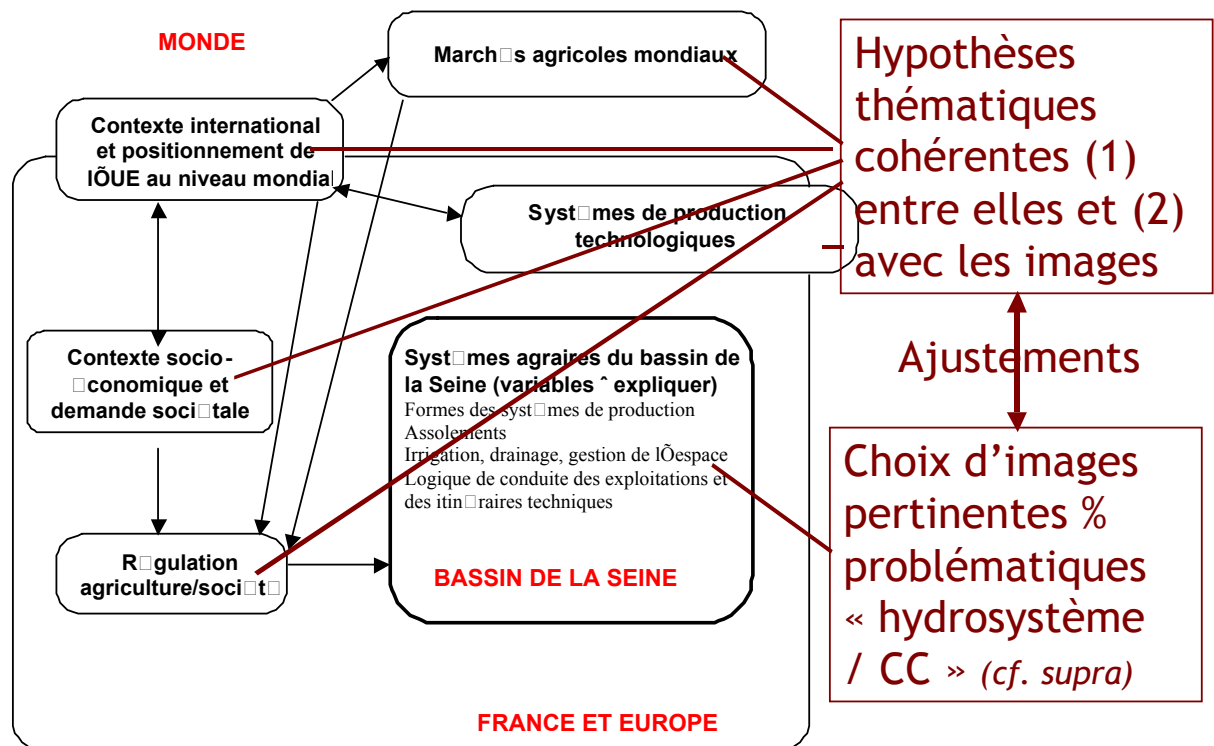 MONDE
March□s agricoles mondiaux
Contexte international
et positionnement de
lÕUE au niveau mondial
Syst□mes de production
technologiques
Contexte socio-
□conomique et
demande soci□tale
Syst□mes agraires du bassin de
la Seine (variables ˆ expliquer)
Formes des syst□mes de production
Assolements
Irrigation, drainage, gestion de lÕespace
Logique de conduite des exploitations et
des itin□raires techniques
BASSIN DE LA SEINE
R□gulation
agriculture/soci□t□
FRANCE ET EUROPE
Hypothèses
thématiques
cohérentes (1)
entre elles et (2)
avec les images
Ajustements
Choix d’images
pertinentes %
problématiques
« hydrosystème
/ CC » (cf. supra)